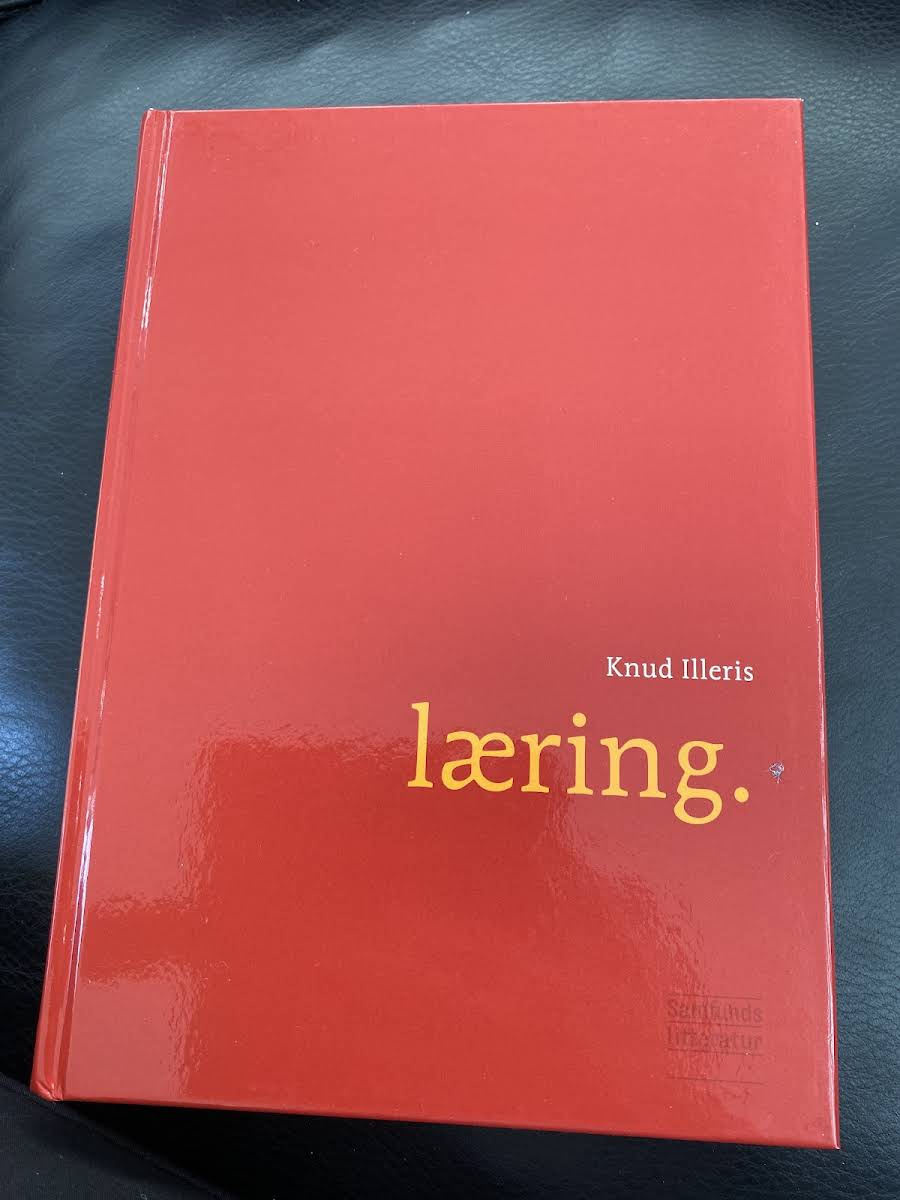 Knud Illeris
læring.
Samfunds
litteratur